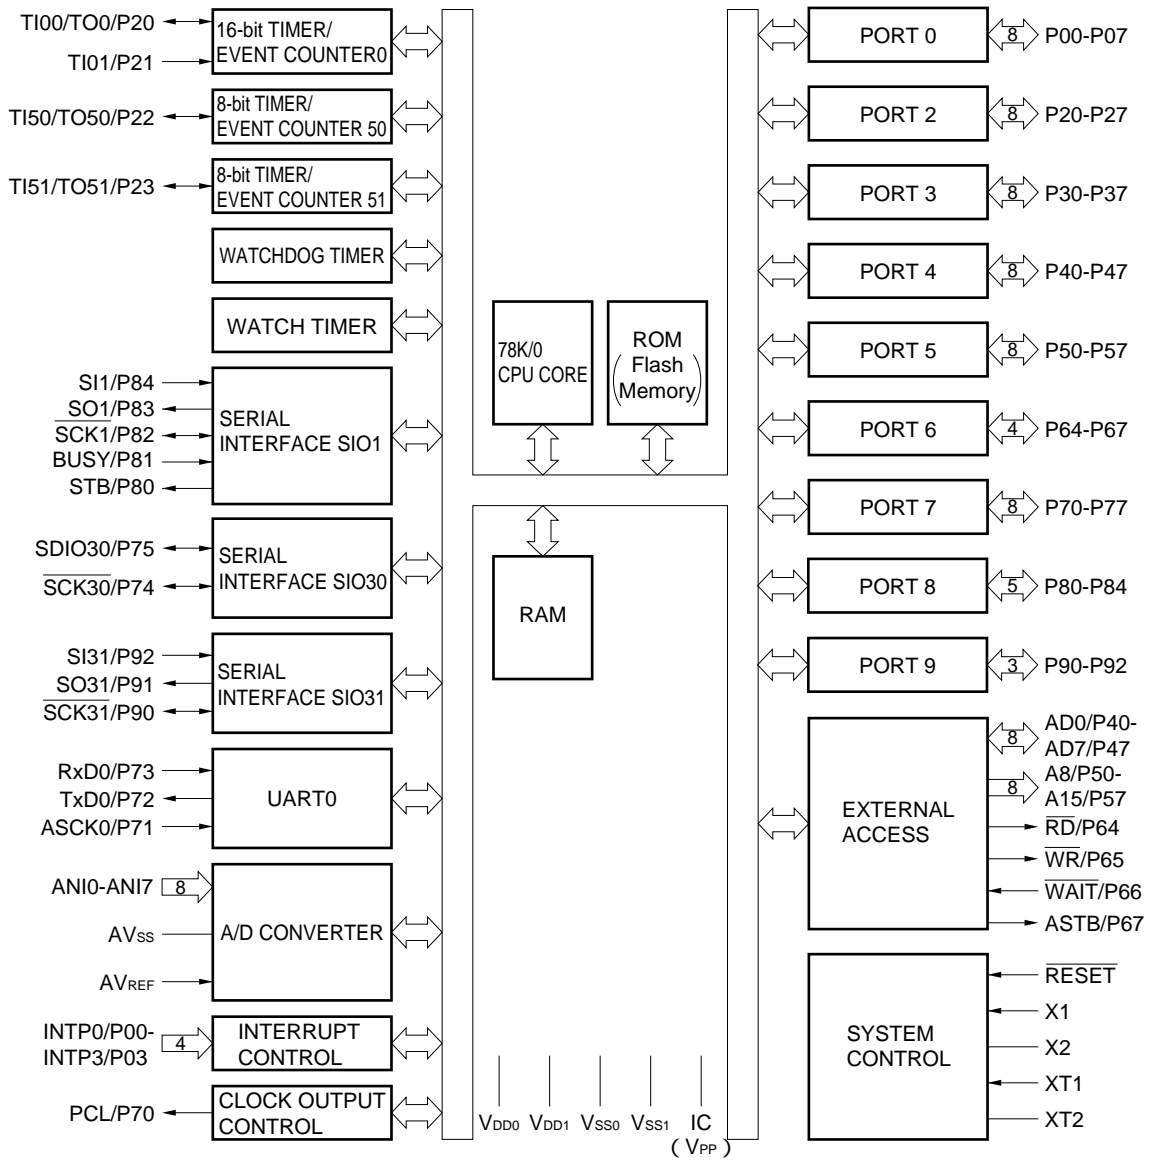 TI00/TO0/P20
TI01/P21
16-bit TIMER/
EVENT COUNTER0
TI50/TO50/P22
8-bit TIMER/
EVENT COUNTER 50
TI51/TO51/P23
8-bit TIMER/
EVENT COUNTER 51
WATCHDOG TIMER
WATCH TIMER
SI1/P84
SO1/P83
SCK1/P82
BUSY/P81
STB/P80
SERIAL
INTERFACE SIO1
SDIO30/P75
SCK30/P74
SERIAL
INTERFACE SIO30
SI31/P92
SO31/P91
SCK31/P90
SERIAL
INTERFACE SIO31
RxD0/P73
TxD0/P72
ASCK0/P71
UART0
ANI0-ANI7
8
AVSS
AVREF
A/D CONVERTER
INTP0/P00-
INTP3/P03
4
INTERRUPT
CONTROL
PCL/P70
CLOCK OUTPUT
CONTROL
78K/0
CPU CORE
ROM
(Flash
Memory)
RAM
VDD0 VDD1 VSS0 VSS1 IC
(VPP)
PORT 0 8 P00-P07
PORT 2 8 P20-P27
PORT 3 8 P30-P37
PORT 4 8 P40-P47
PORT 5 8 P50-P57
PORT 6 4 P64-P67
PORT 7 8 P70-P77
PORT 8 5 P80-P84
PORT 9 3 P90-P92
EXTERNAL
ACCESS
8
AD0/P40-
AD7/P47
8
A8/P50-
A15/P57
RD/P64
WR/P65
WAIT/P66
ASTB/P67
SYSTEM
CONTROL
RESET
X1
X2
XT1
XT2